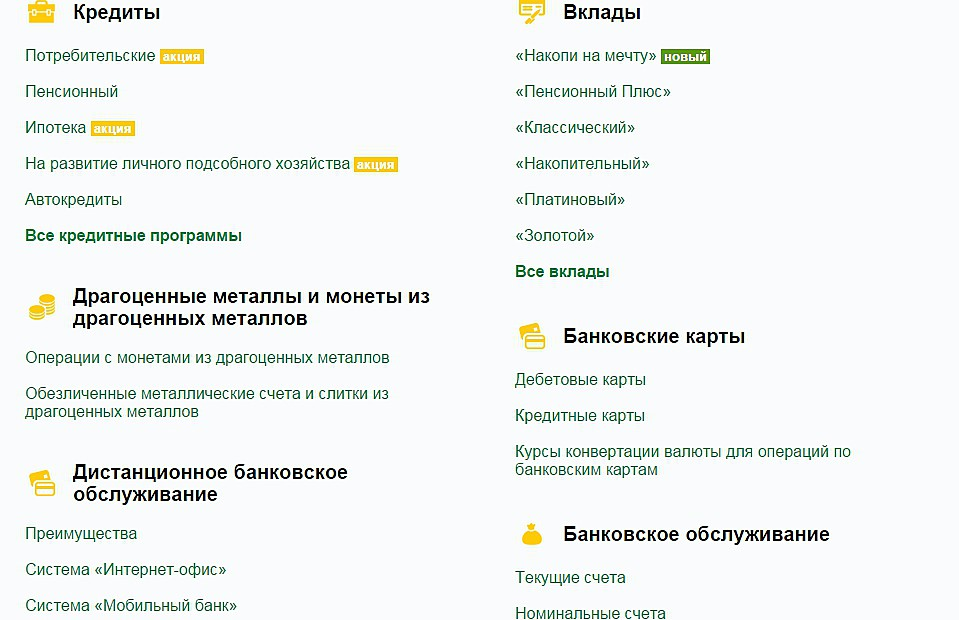 Кредиты
Потребительские акция
Пенсионный
Ипотека акция
На развитие личного подсобного хозяйства акция
Автокредиты
Все кредитные программы
Драгоценные металлы и монеты из
драгоценных металлов
Операции с монетами из драгоценных металлов
Обезличенные металлические счета и слитки из
драгоценных металлов
Дистанционное банковское
обслуживание
Преимущества
Система «Интернет-офис»
Система «Мобильный банк»
Вклады
«Накопи на мечту» новый
«Пенсионный Плюс»
«Классический»
«Накопительный»
«Платиновый»
«Золотой»
Все вклады
Банковские карты
Дебетовые карты
Кредитные карты
Курсы конвертации валюты для операций по
банковским картам
Банковское обслуживание
Текущие счета
Номинальные счета